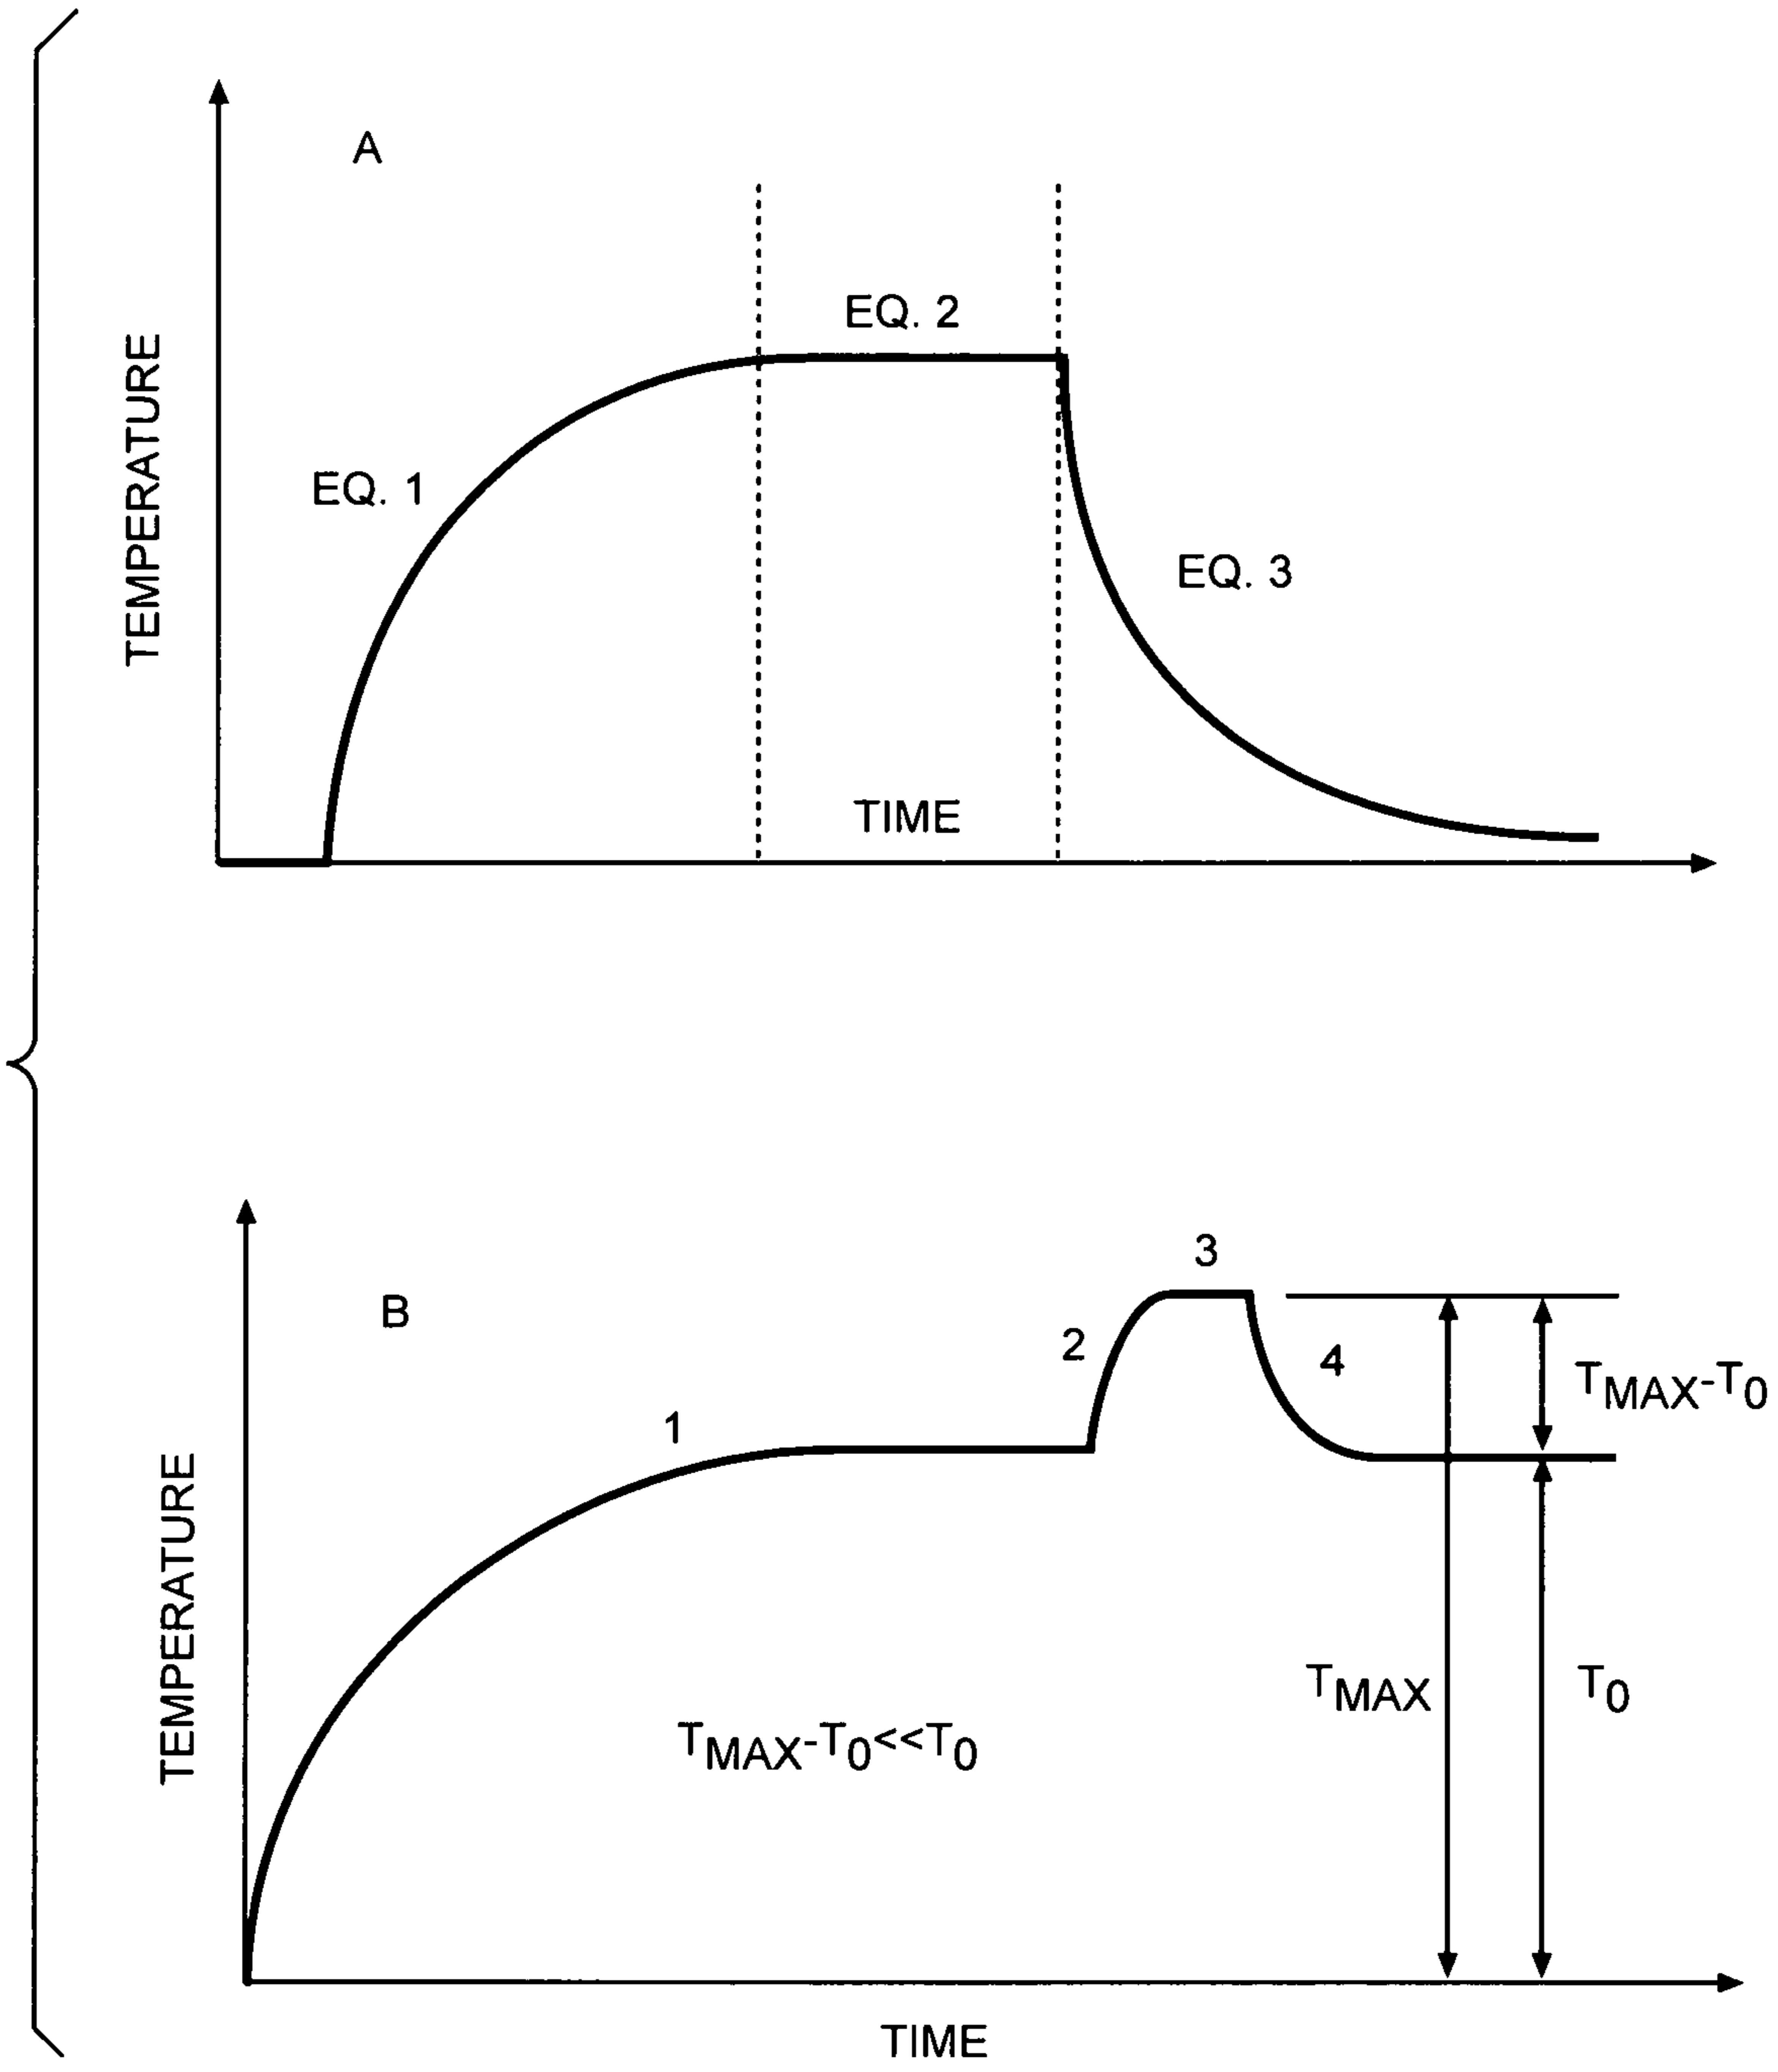 A
EQ. 2
EQ. 1
EQ. 3
TEMPERATURE
TIME
3
B
2
4
TMAX-T0
1
TEMPERATURE
TMAX
T0
TMAX-T0<<T0
TIME